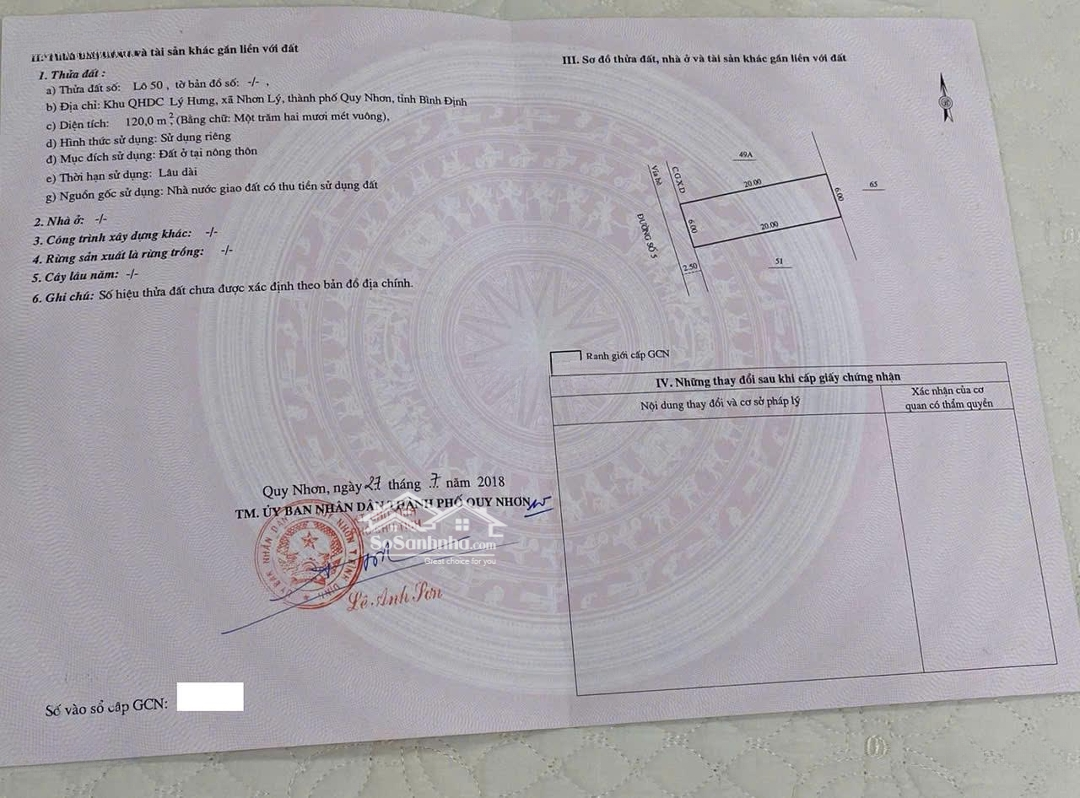 và tài sản khác gắn liền với đất
1. Thửa đất :
a) Thửa đất số: Lô 50 , tờ bản đồ số: -/- ,
b) Địa chỉ: Khu QHDC Lý Hưng, xã Nhơn Lý, thành phố Quy Nhơn, tỉnh Bình Định
c) Diện tích: 120,0 m², (Bằng chữ: Một trăm hai mươi mét vuông),
d) Hình thức sử dụng: Sử dụng riêng
đ) Mục đích sử dụng: Đất ở tại nông thôn
e) Thời hạn sử dụng: Lâu dài
g) Nguồn gốc sử dụng: Nhà nước giao đất có thu tiền sử dụng đất
2. Nhà ở: -/-
3. Công trình xây dựng khác: -/-
4. Rừng sản xuất là rừng trồng: -/-
5. Cây lâu năm: -/-
6. Ghi chú: Số hiệu thửa đất chưa được xác định theo bản đồ địa chính.
Quy Nhơn, ngày 27 tháng 7 năm 2018
TM. ỦY BAN NHÂN DÂN THÀNH PHỐ QUY NHƠN
SoSanhnha.com
Great choice for you
Lê Anh Sơn
Số vào sổ cấp GCN:
III. Sơ đồ thửa đất, nhà ở và tài sản khác gắn liền với đất
49A
Vỉa hè
C.G.X.D
20.00
6.00
65
ĐƯỜNG SỐ 5
6.00
20.00
2.50
51
Ranh giới cấp GCN
IV. Những thay đổi sau khi cấp giấy chứng nhận
Nội dung thay đổi và cơ sở pháp lý
Xác nhận của cơ
quan có thẩm quyền